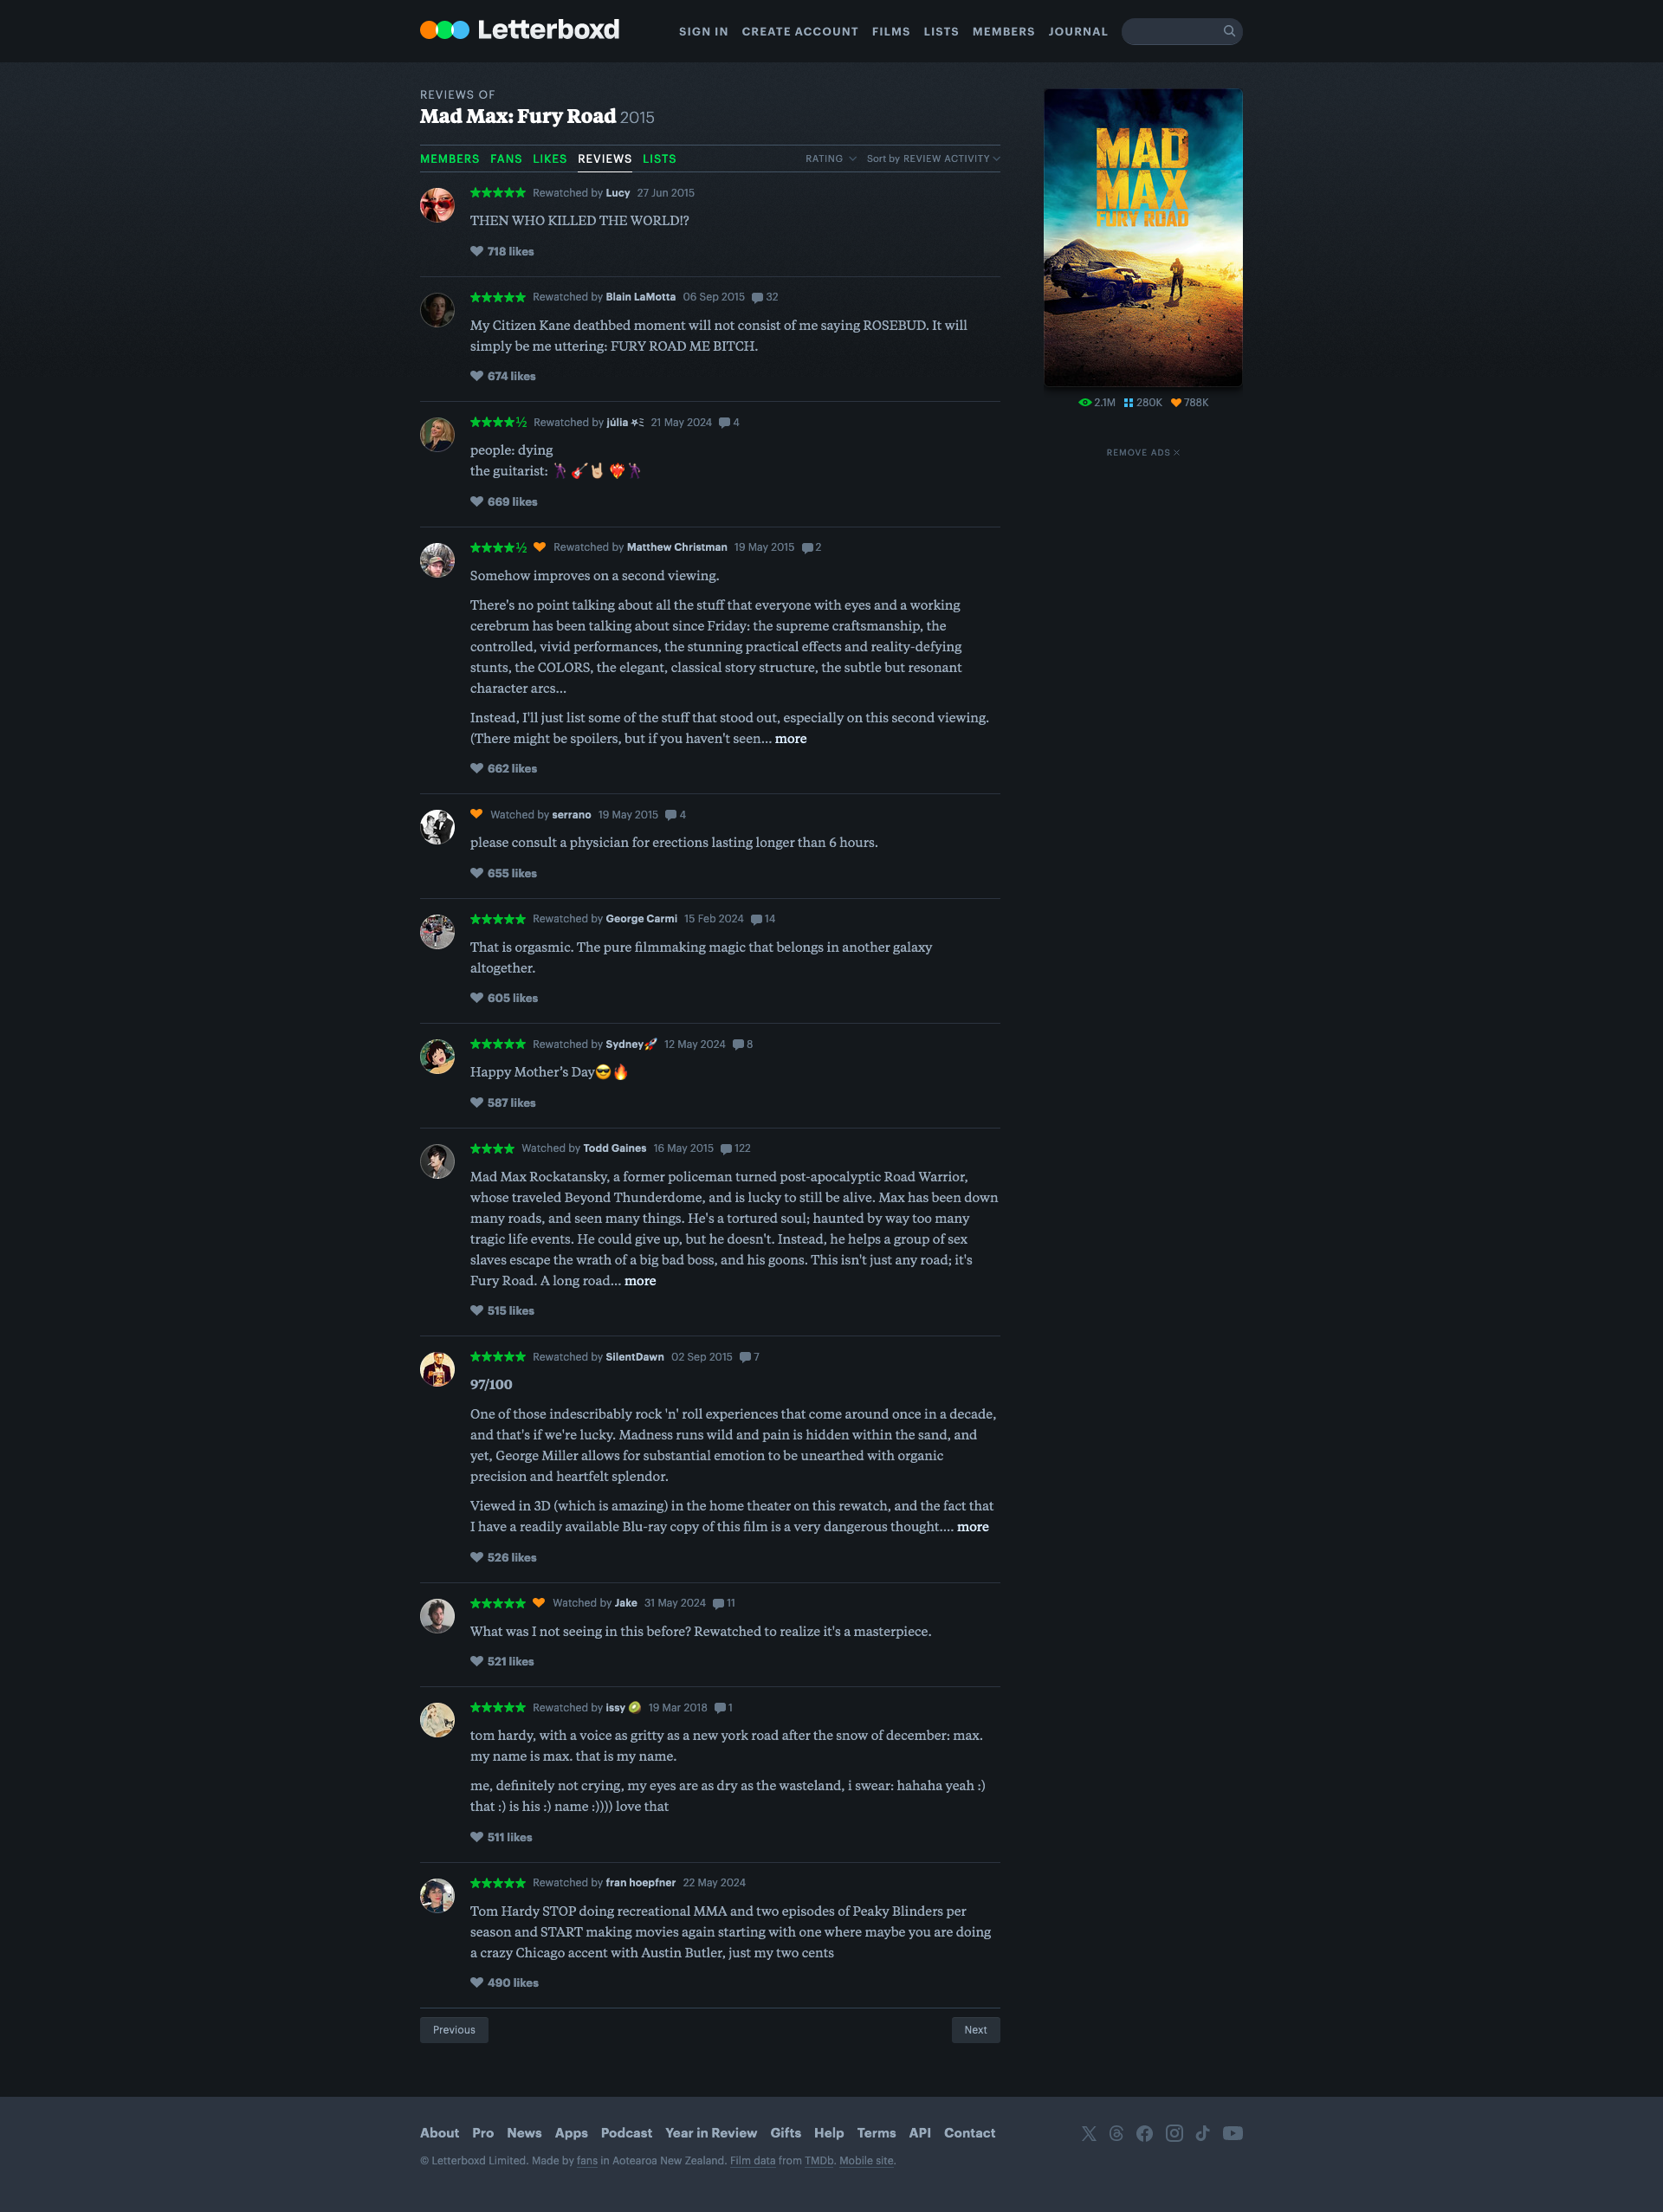 Letterboxd
SIGN IN CREATE ACCOUNT FILMS LISTS MEMBERS JOURNAL
REVIEWS OF
Mad Max: Fury Road 2015
MEMBERS FANS LIKES REVIEWS LISTS RATING Sort by REVIEW ACTIVITY
MAD
MAX
FURY ROAD
2.1M 280K 788K
REMOVE ADS
★★★★★ Rewatched by Lucy 27 Jun 2015
THEN WHO KILLED THE WORLD!?
718 likes
★★★★★ Rewatched by Blain LaMotta 06 Sep 2015 32
My Citizen Kane deathbed moment will not consist of me saying ROSEBUD. It will
simply be me uttering: FURY ROAD ME BITCH.
674 likes
★★★★½ Rewatched by júlia ⛧ミ 21 May 2024 4
people: dying
the guitarist: 🕺🏿🎸🤘🏼❤️‍🔥🕺🏿
669 likes
★★★★½ Rewatched by Matthew Christman 19 May 2015 2
Somehow improves on a second viewing.
There's no point talking about all the stuff that everyone with eyes and a working
cerebrum has been talking about since Friday: the supreme craftsmanship, the
controlled, vivid performances, the stunning practical effects and reality-defying
stunts, the COLORS, the elegant, classical story structure, the subtle but resonant
character arcs…
Instead, I'll just list some of the stuff that stood out, especially on this second viewing.
(There might be spoilers, but if you haven't seen… more
662 likes
Watched by serrano 19 May 2015 4
please consult a physician for erections lasting longer than 6 hours.
655 likes
★★★★★ Rewatched by George Carmi 15 Feb 2024 14
That is orgasmic. The pure filmmaking magic that belongs in another galaxy
altogether.
605 likes
★★★★★ Rewatched by Sydney🚀 12 May 2024 8
Happy Mother’s Day😎🔥
587 likes
★★★★ Watched by Todd Gaines 16 May 2015 122
Mad Max Rockatansky, a former policeman turned post-apocalyptic Road Warrior,
whose traveled Beyond Thunderdome, and is lucky to still be alive. Max has been down
many roads, and seen many things. He's a tortured soul; haunted by way too many
tragic life events. He could give up, but he doesn't. Instead, he helps a group of sex
slaves escape the wrath of a big bad boss, and his goons. This isn't just any road; it's
Fury Road. A long road… more
515 likes
★★★★★ Rewatched by SilentDawn 02 Sep 2015 7
97/100
One of those indescribably rock 'n' roll experiences that come around once in a decade,
and that's if we're lucky. Madness runs wild and pain is hidden within the sand, and
yet, George Miller allows for substantial emotion to be unearthed with organic
precision and heartfelt splendor.
Viewed in 3D (which is amazing) in the home theater on this rewatch, and the fact that
I have a readily available Blu-ray copy of this film is a very dangerous thought.… more
526 likes
★★★★★ Watched by Jake 31 May 2024 11
What was I not seeing in this before? Rewatched to realize it's a masterpiece.
521 likes
★★★★★ Rewatched by issy 🥝 19 Mar 2018 1
tom hardy, with a voice as gritty as a new york road after the snow of december: max.
my name is max. that is my name.
me, definitely not crying, my eyes are as dry as the wasteland, i swear: hahaha yeah :)
that :) is his :) name :)))) love that
511 likes
★★★★★ Rewatched by fran hoepfner 22 May 2024
Tom Hardy STOP doing recreational MMA and two episodes of Peaky Blinders per
season and START making movies again starting with one where maybe you are doing
a crazy Chicago accent with Austin Butler, just my two cents
490 likes
Previous Next
About Pro News Apps Podcast Year in Review Gifts Help Terms API Contact
© Letterboxd Limited. Made by fans in Aotearoa New Zealand. Film data from TMDb. Mobile site.